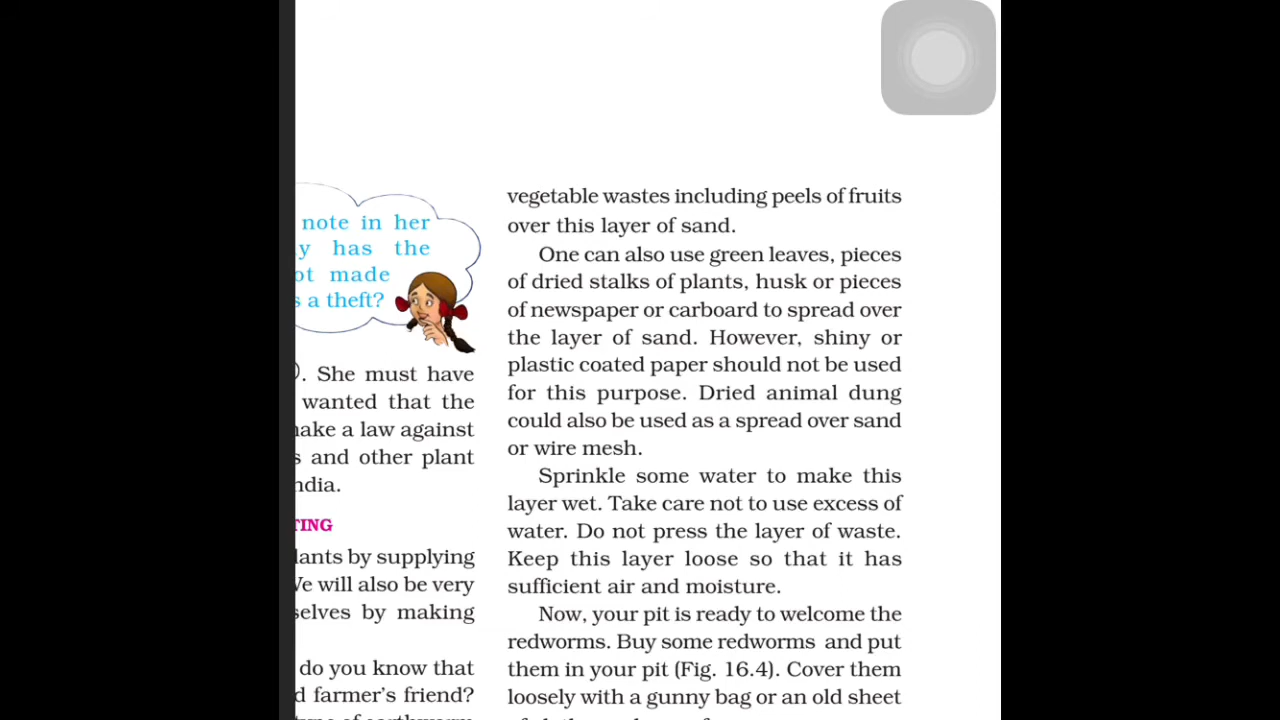 note in her
has the
made
a theft?
. She must have
wanted that the
make a law against
and other plant
TING
by supplying
will also be very
by making
do you know that
farmer's friend?
vegetable wastes including peels of fruits
over this layer of sand.
One can also use green leaves, pieces
of dried stalks of plants, husk or pieces
of newspaper or carboard to spread over
the layer of sand. However, shiny or
plastic coated paper should not be used
for this purpose. Dried animal dung
could also be used as a spread over sand
or wire mesh.
Sprinkle some water to make this
layer wet. Take care not to use excess of
water. Do not press the layer of waste.
Keep this layer loose so that it has
sufficient air and moisture.
Now, your pit is ready to welcome the
redworms. Buy some redworms and put
them in your pit (Fig. 16.4). Cover them
loosely with a gunny bag or an old sheet